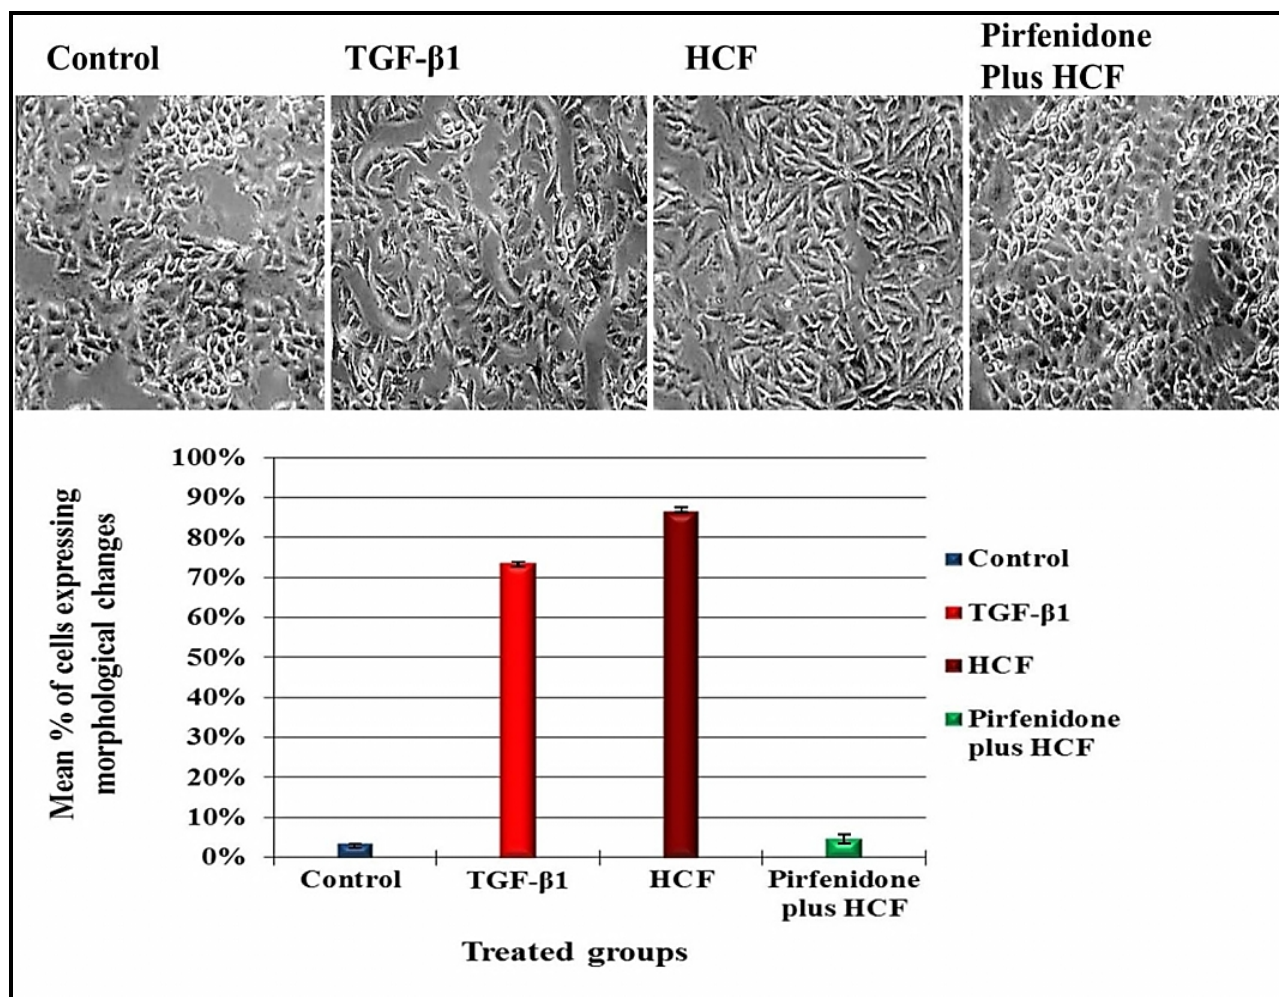 Control
TGF-β1
HCF
Pirfenidone
Plus HCF
Mean % of cells expressing
morphological changes
100%
90%
80%
70%
60%
50%
40%
30%
20%
10%
0%
Control
TGF-β1
HCF
Pirfenidone
plus HCF
Treated groups
Control
TGF-β1
HCF
Pirfenidone
plus HCF